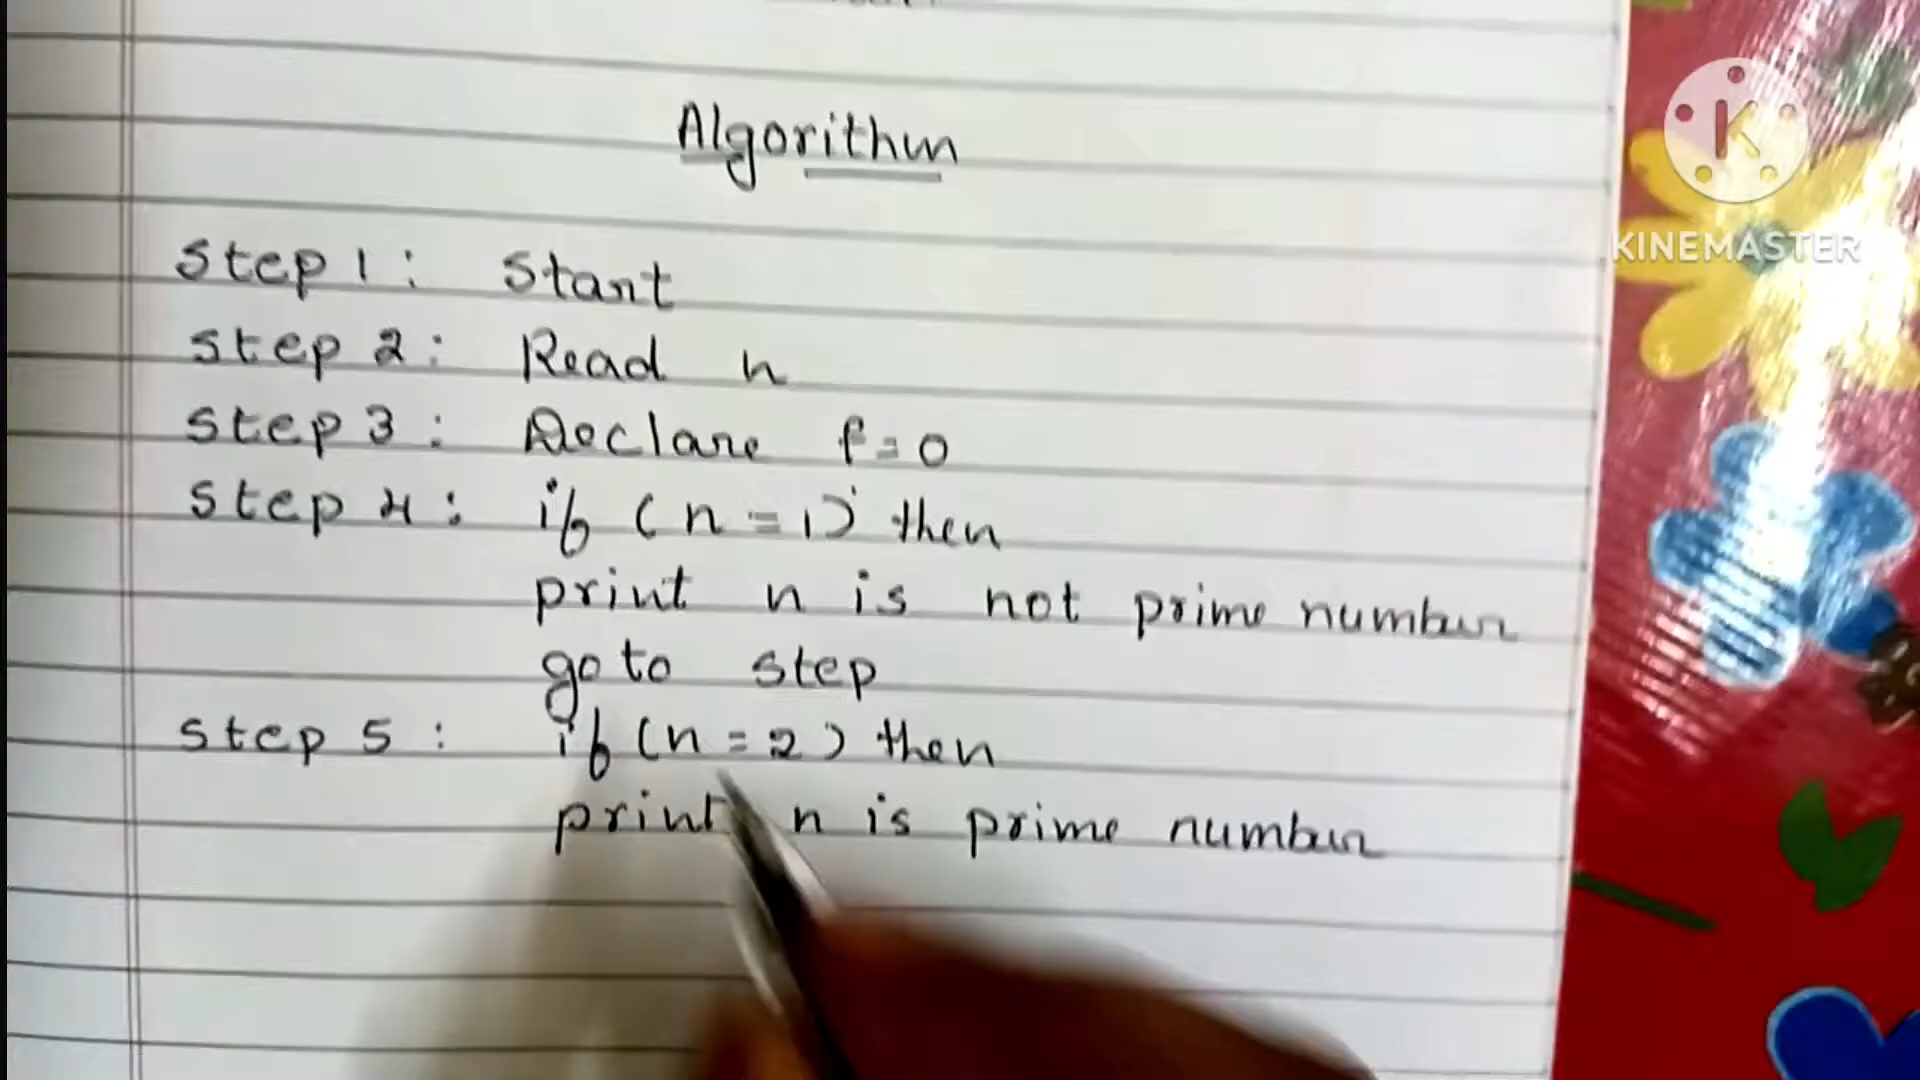 Algorithm
K
KINEMASTER
Step 1 : Start
Step 2 : Read n
Step 3 : Declare f=0
Step 4 : if (n=1) then
print n is not prime number
go to step
Step 5 : if (n=2) then
print n is prime number